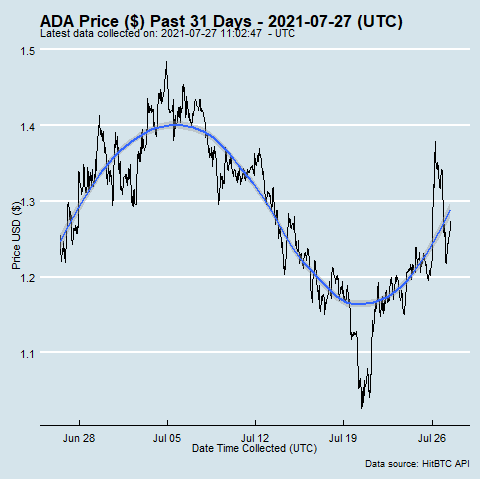 ADA Price ($) Past 31 Days - 2021-07-27 (UTC)
Latest data collected on: 2021-07-27 11:02:47 - UTC
Price USD ($)
1.5
1.4
1.3
1.2
1.1
Jun 28 Jul 05 Jul 12 Jul 19 Jul 26
Date Time Collected (UTC)
Data source: HitBTC API